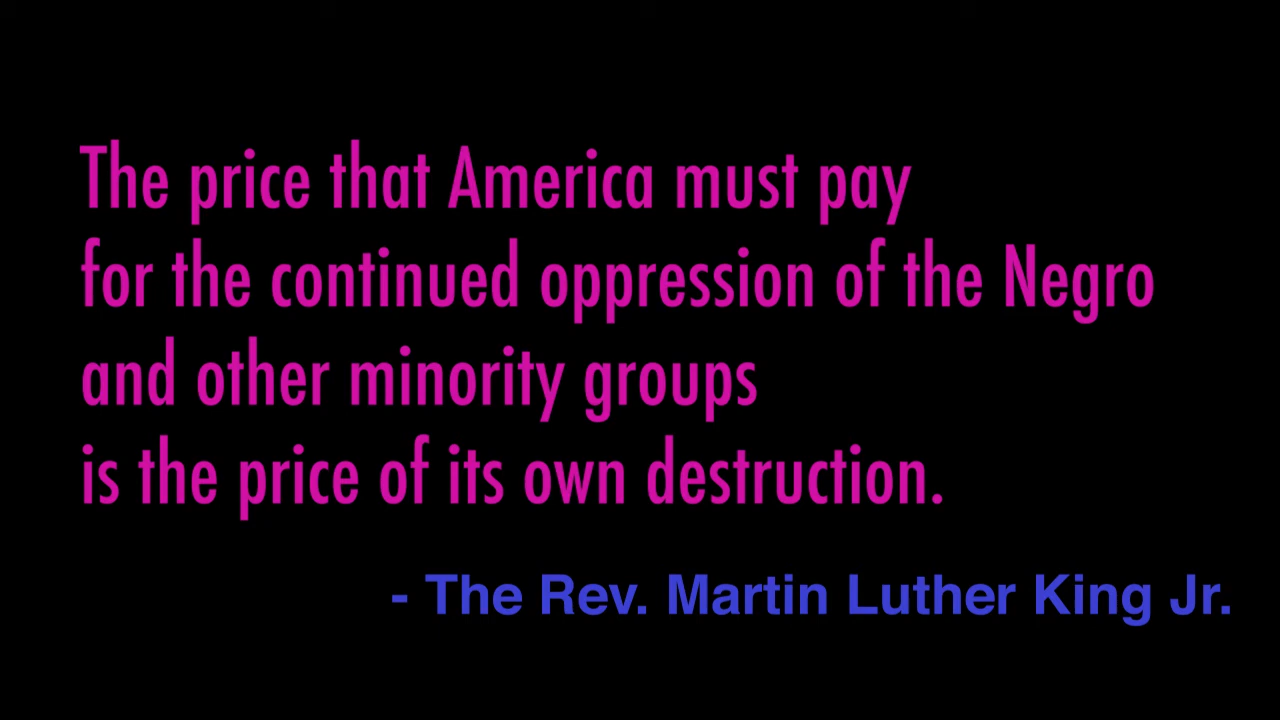 The price that America must pay
for the continued oppression of the Negro
and other minority groups
is the price of its own destruction.
- The Rev. Martin Luther King Jr.